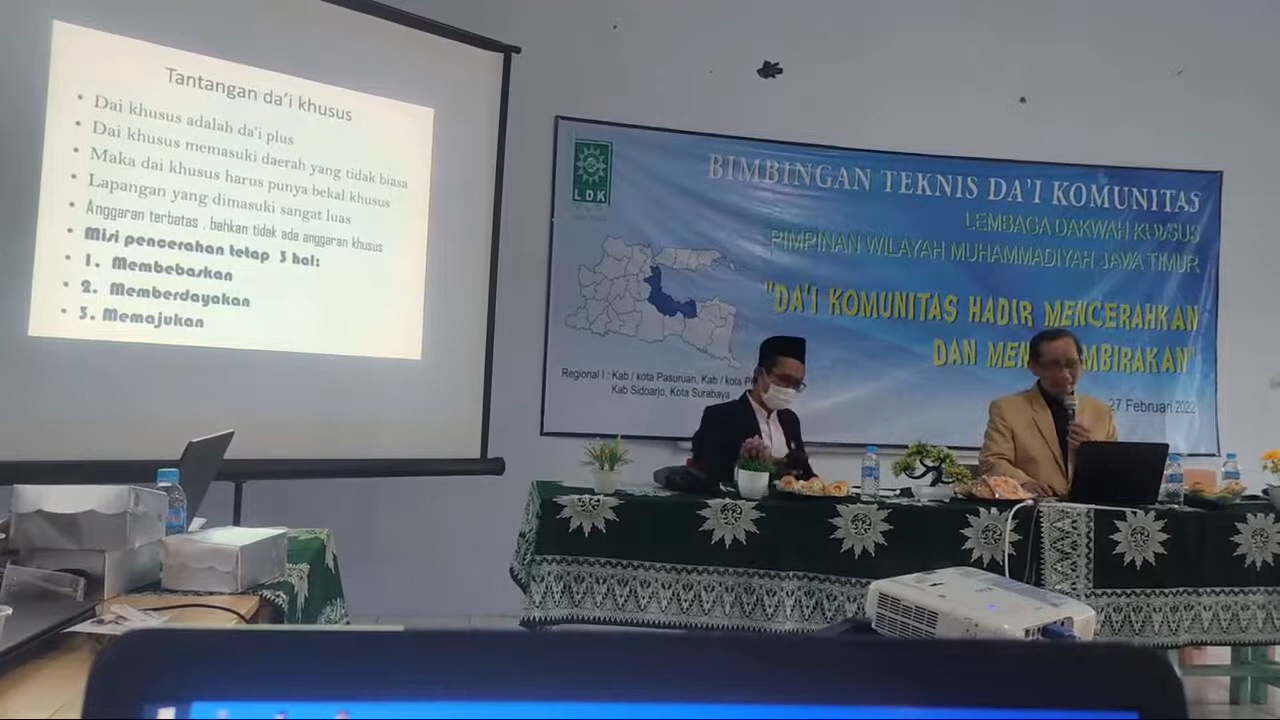 Tantangan da'i khusus
• Dai khusus adalah da'i plus
• Dai khusus memasuki daerah yang tidak biasa
• Maka dai khusus harus punya bekal khusus
• Lapangan yang dimasuki sangat luas
• Anggaran terbatas , bahkan tidak ada anggaran khusus
• Misi pencerahan tetap 3 hal:
• 1. Membebaskan
• 2. Memberdayakan
• 3. Memajukan
LDK
BIMBINGAN TEKNIS DA'I KOMUNITAS
LEMBAGA DAKWAH KHUSUS
PIMPINAN WILAYAH MUHAMMADIYAH JAWA TIMUR
"DA'I KOMUNITAS HADIR MENCERAHKAN
DAN MEN MBIRAKAN"
Regional I : Kab / kota Pasuruan, Kab / kota
Kab Sidoarjo, Kota Surabaya
27 Februari 2022